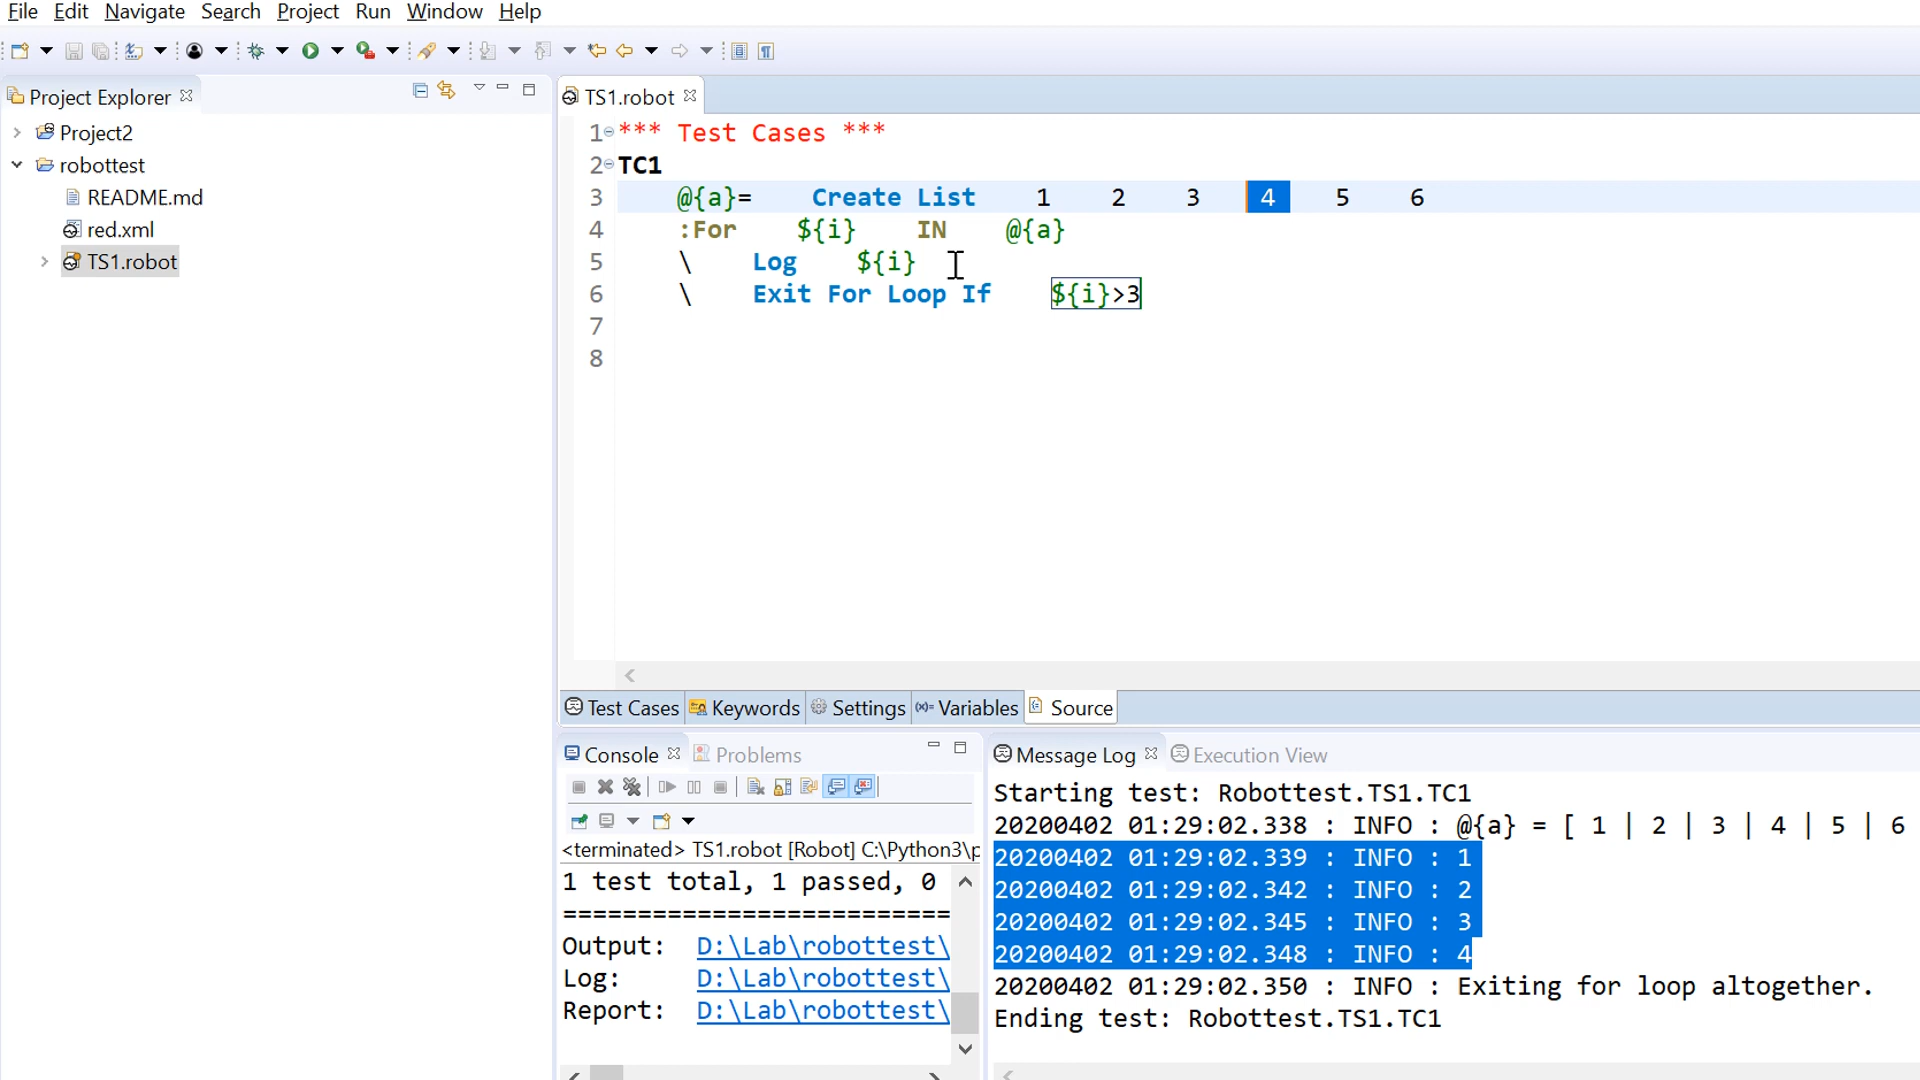 File Edit Navigate Search Project Run Window Help
Project Explorer
Project2
robottest
README.md
red.xml
TS1.robot
TS1.robot
1 *** Test Cases ***
2 TC1
3 @{a}= Create List 1 2 3 4 5 6
4 :For ${i} IN @{a}
5 \ Log ${i}
6 \ Exit For Loop If ${i}>3
7
8
Test Cases Keywords Settings Variables Source
Console Problems
<terminated> TS1.robot [Robot] C:\Python3\p
1 test total, 1 passed, 0
==========================
Output: D:\Lab\robottest\
Log: D:\Lab\robottest\
Report: D:\Lab\robottest\
Message Log Execution View
Starting test: Robottest.TS1.TC1
20200402 01:29:02.338 : INFO : @{a} = [ 1 | 2 | 3 | 4 | 5 | 6
20200402 01:29:02.339 : INFO : 1
20200402 01:29:02.342 : INFO : 2
20200402 01:29:02.345 : INFO : 3
20200402 01:29:02.348 : INFO : 4
20200402 01:29:02.350 : INFO : Exiting for loop altogether.
Ending test: Robottest.TS1.TC1